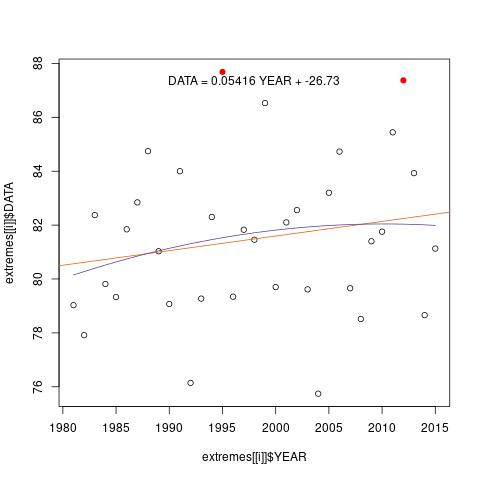 DATA = 0.05416 YEAR + -26.73
88
86
84
82
80
78
76
extremes[[i]]$DATA
1980 1985 1990 1995 2000 2005 2010 2015
extremes[[i]]$YEAR